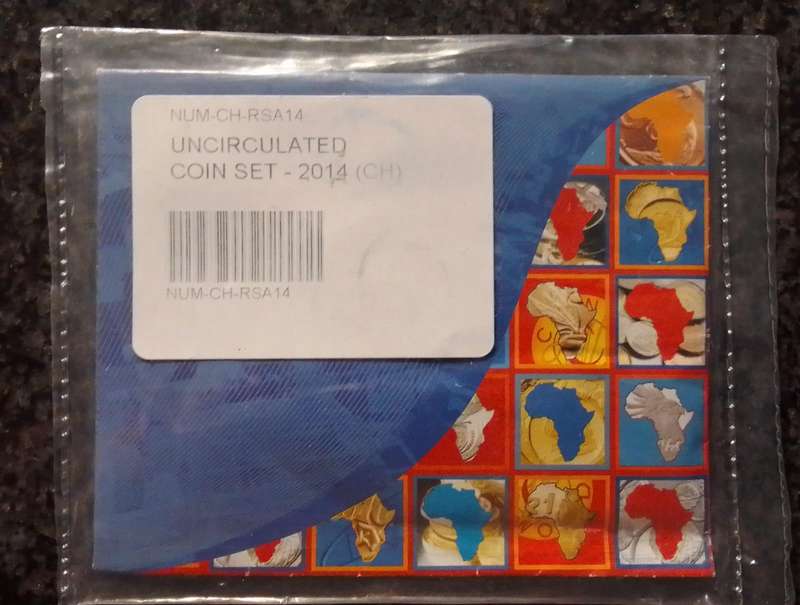 NUM-CH-RSA14
UNCIRCULATED
COIN SET - 2014 (CH)
NUM-CH-RSA14